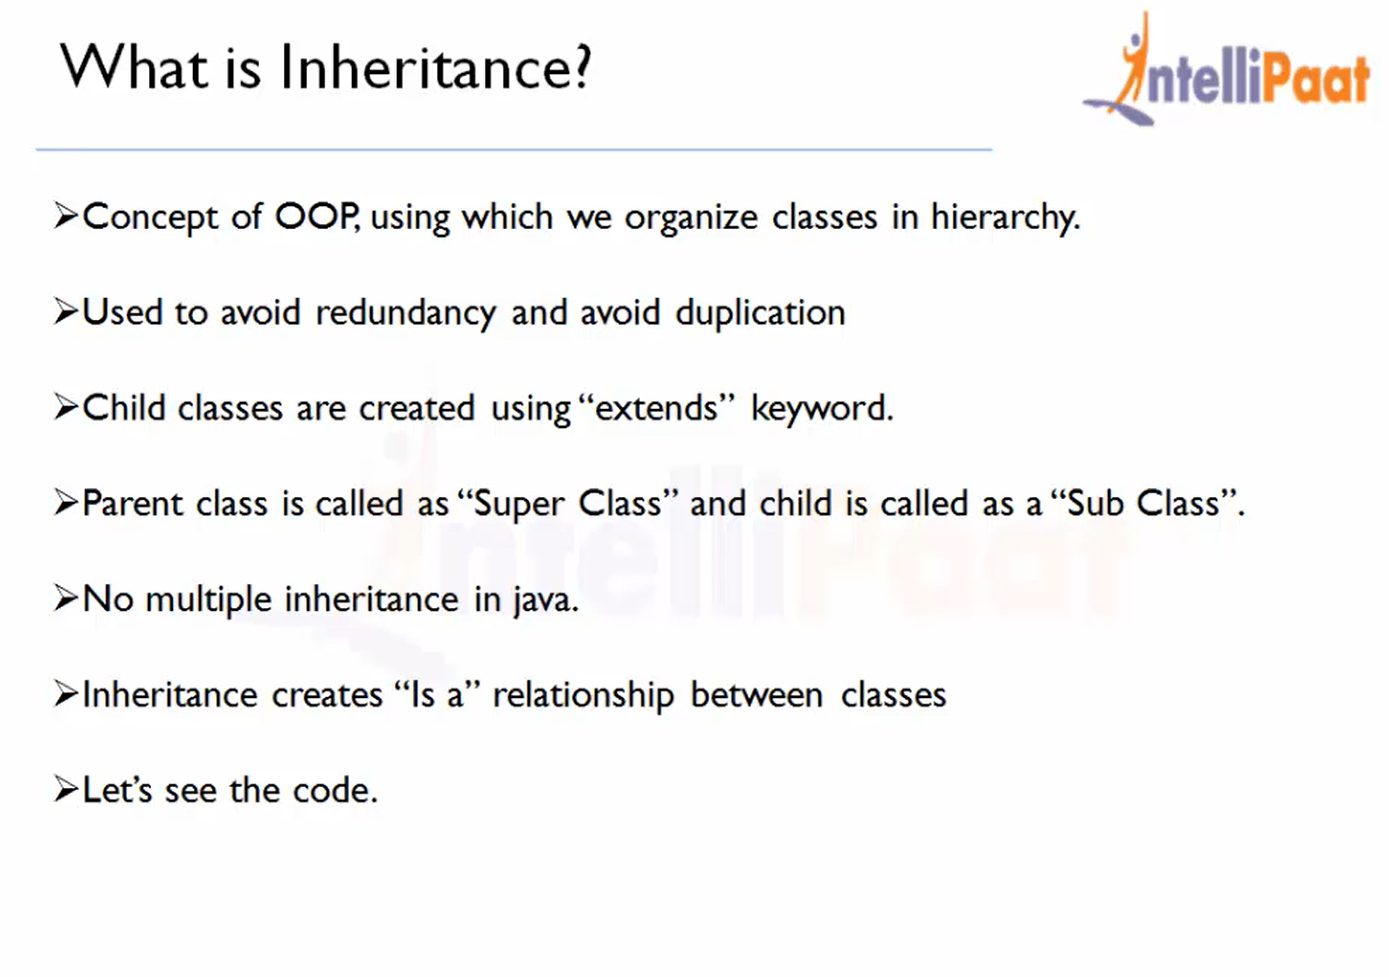 What is Inheritance?
IntelliPaat
➢Concept of OOP, using which we organize classes in hierarchy.
➢Used to avoid redundancy and avoid duplication
➢Child classes are created using “extends” keyword.
➢Parent class is called as “Super Class” and child is called as a “Sub Class”.
➢No multiple inheritance in java.
➢Inheritance creates “Is a” relationship between classes
➢Let’s see the code.
IntelliPaat